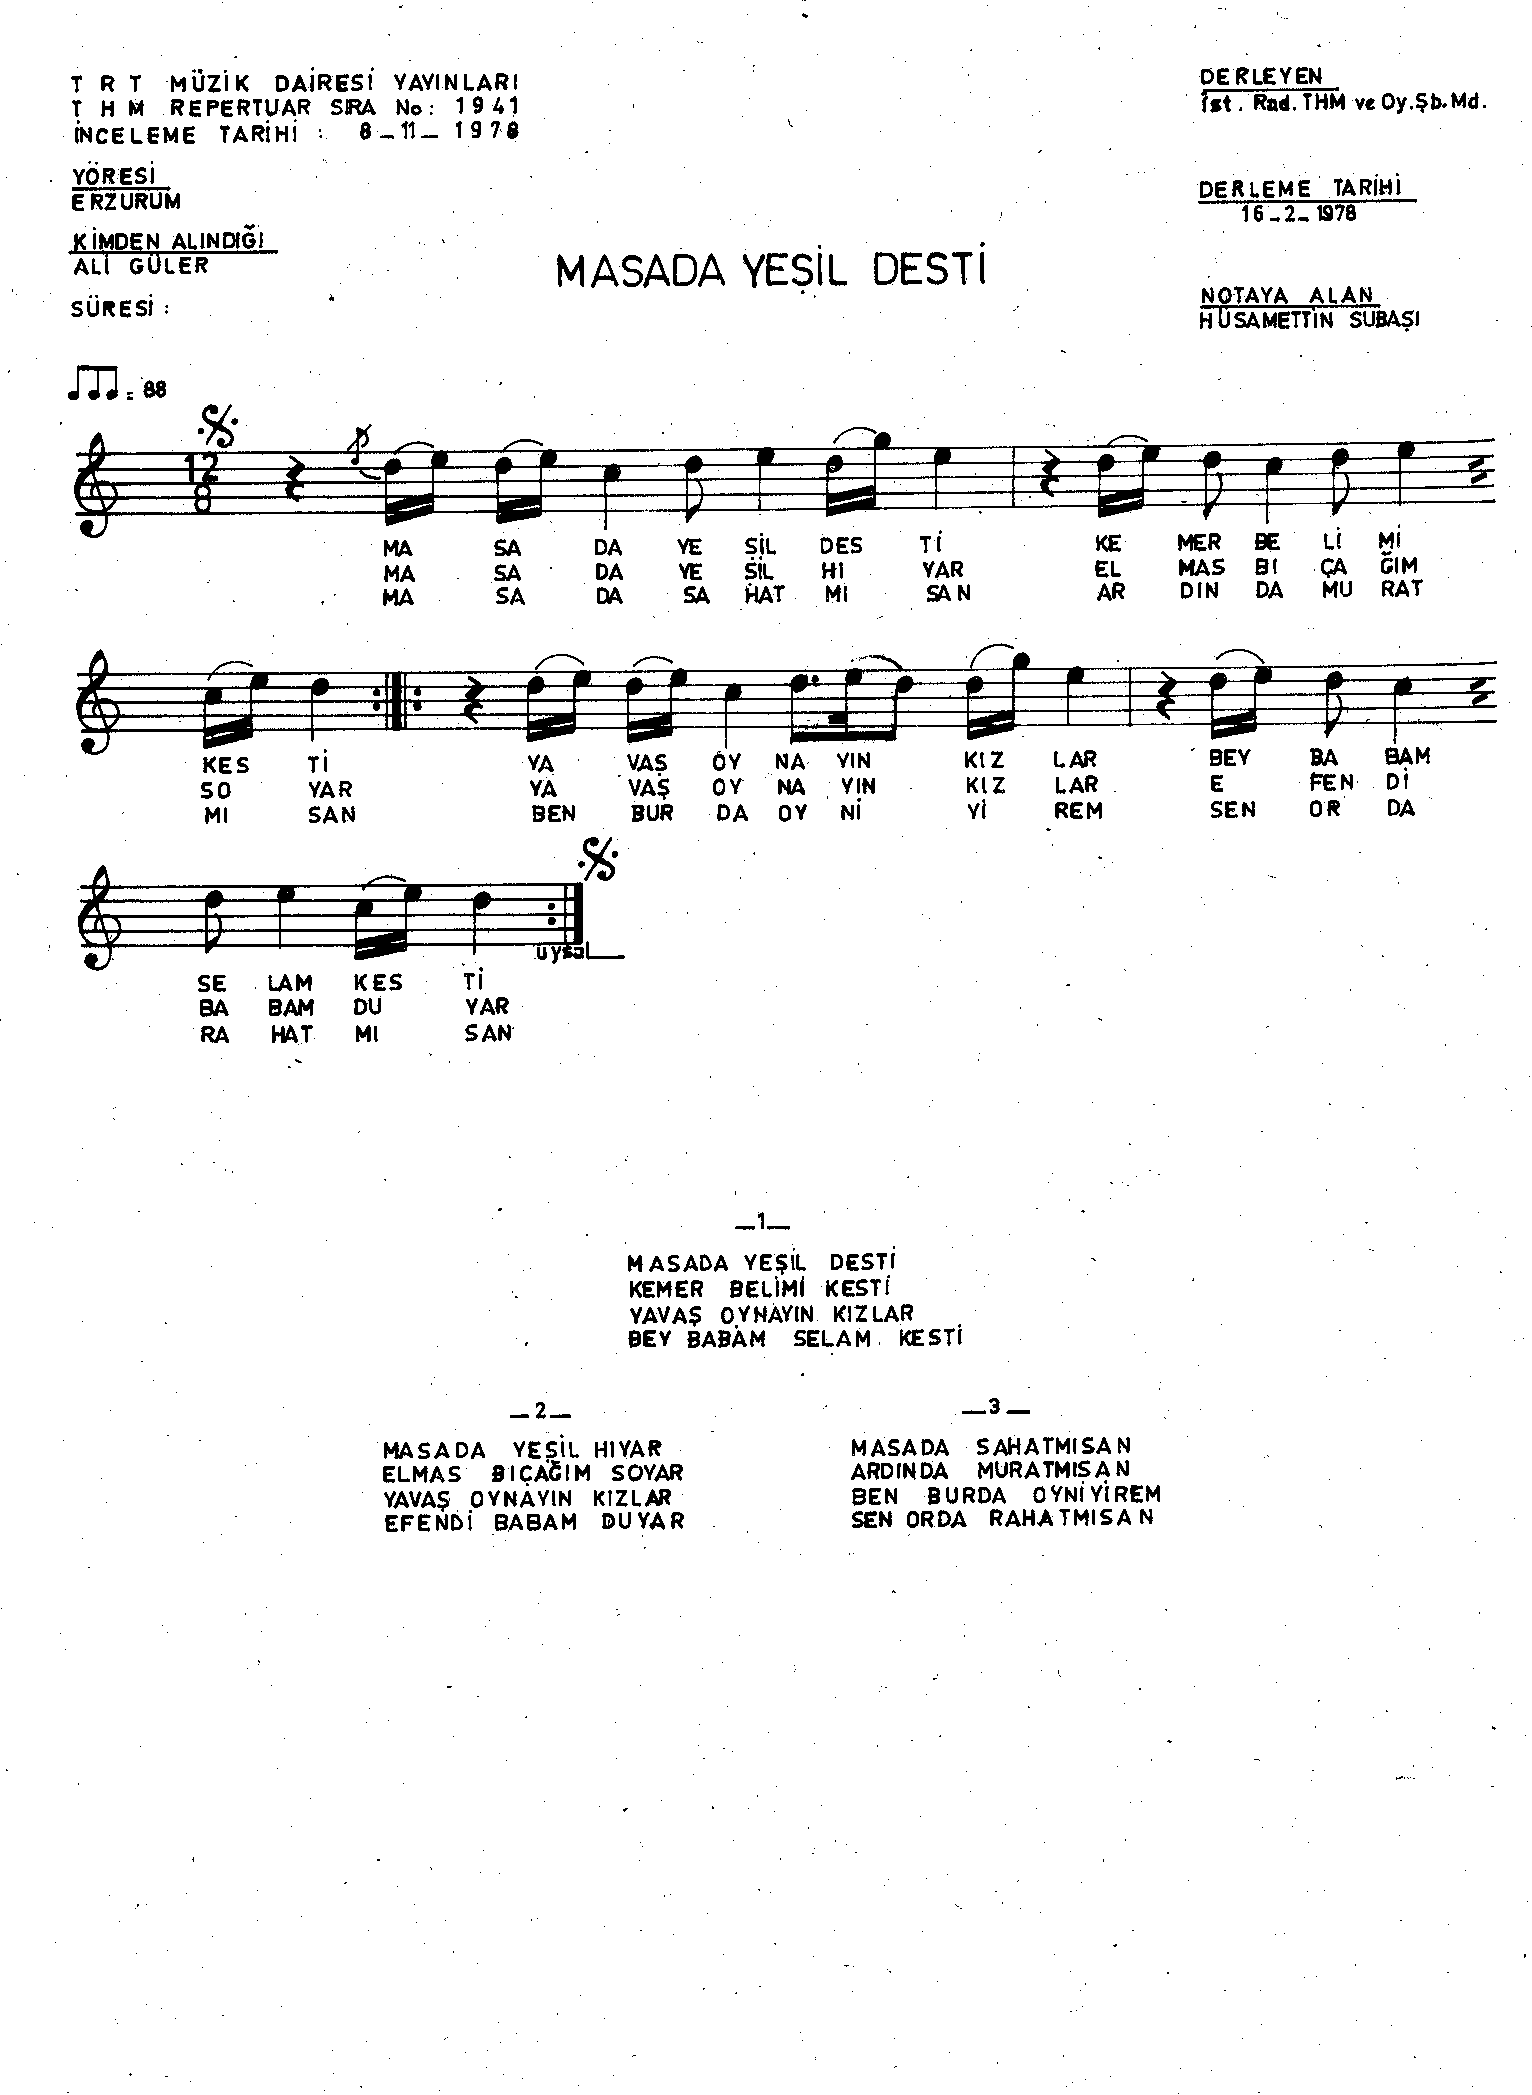 T R T MÜZİK DAİRESİ YAYINLARI
T H M REPERTUAR SIRA No: 1941
İNCELEME TARİHİ : 8_11_ 1978
DERLEYEN
İst. Rad. THM ve Oy.Şb.Md.
YÖRESİ
ERZURUM
DERLEME TARİHİ
16_2_1978
KİMDEN ALINDIĞI
ALİ GÜLER
MASADA YEŞİL DESTİ
SÜRESİ :
NOTAYA ALAN
HÜSAMETTİN SUBAŞI
= 88
12
8
MA SA DA YE ŞİL DES Tİ KE MER BE Lİ Mİ
MA SA DA YE ŞİL HI YAR EL MAS BI ÇA ĞIM
MA SA DA SA HAT MI SAN AR DIN DA MU RAT
KES Tİ YA VAŞ OY NA YIN KIZ LAR BEY BA BAM
SO YAR YA VAŞ OY NA YIN KIZ LAR E FEN Dİ
MI SAN BEN BUR DA OY Nİ Yİ REM SEN OR DA
uysal
SE LAM KES Tİ
BA BAM DU YAR
RA HAT MI SAN
_1_
MASADA YEŞİL DESTİ
KEMER BELİMİ KESTİ
YAVAŞ OYNAYIN KIZLAR
BEY BABAM SELAM KESTİ
_2_
MASADA YEŞİL HIYAR
ELMAS BIÇAĞIM SOYAR
YAVAŞ OYNAYIN KIZLAR
EFENDİ BABAM DUYAR
_3_
MASADA SAHATMISAN
ARDINDA MURATMISAN
BEN BURDA OYNİYİREM
SEN ORDA RAHATMISAN